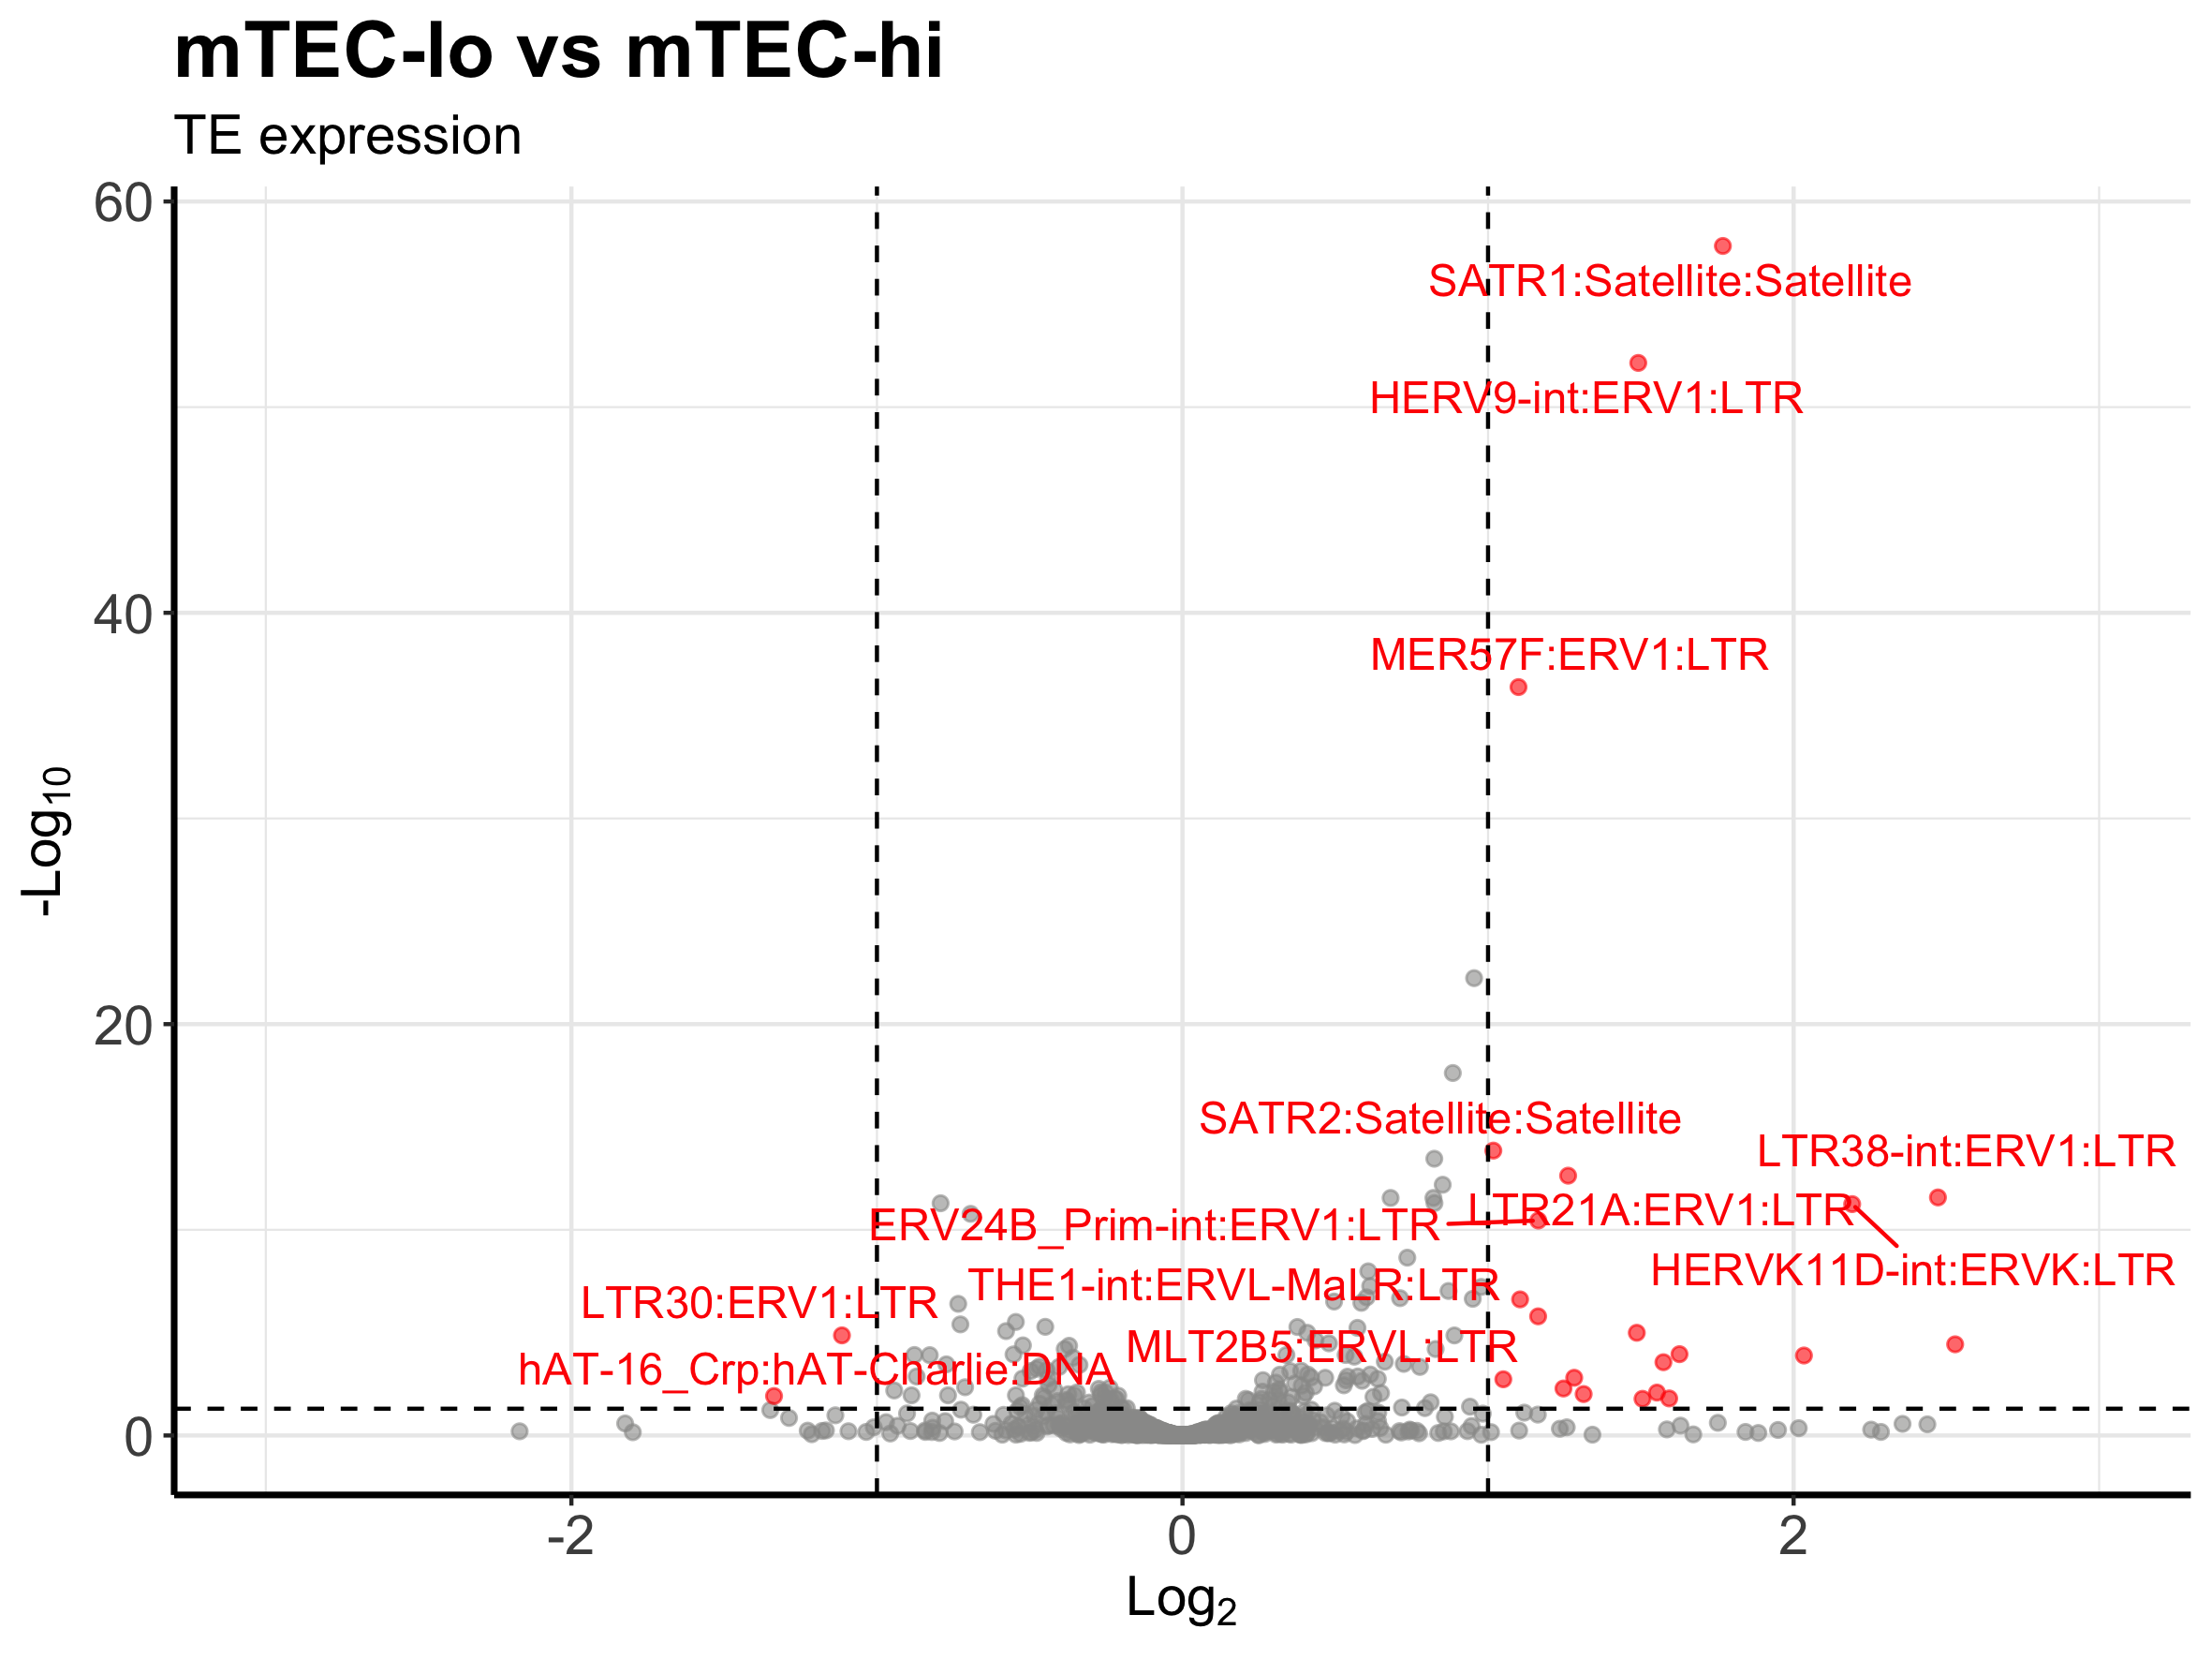 mTEC-lo vs mTEC-hi
TE expression
60
SATR1:Satellite:Satellite
HERV9-int:ERV1:LTR
40
MER57F:ERV1:LTR
-Log10
20
SATR2:Satellite:Satellite
LTR38-int:ERV1:LTR
LTR21A:ERV1:LTR
ERV24B_Prim-int:ERV1:LTR
HERVK11D-int:ERVK:LTR
THE1-int:ERVL-MaLR:LTR
LTR30:ERV1:LTR
MLT2B5:ERVL:LTR
hAT-16_Crp:hAT-Charlie:DNA
0
-2 0 2
Log2